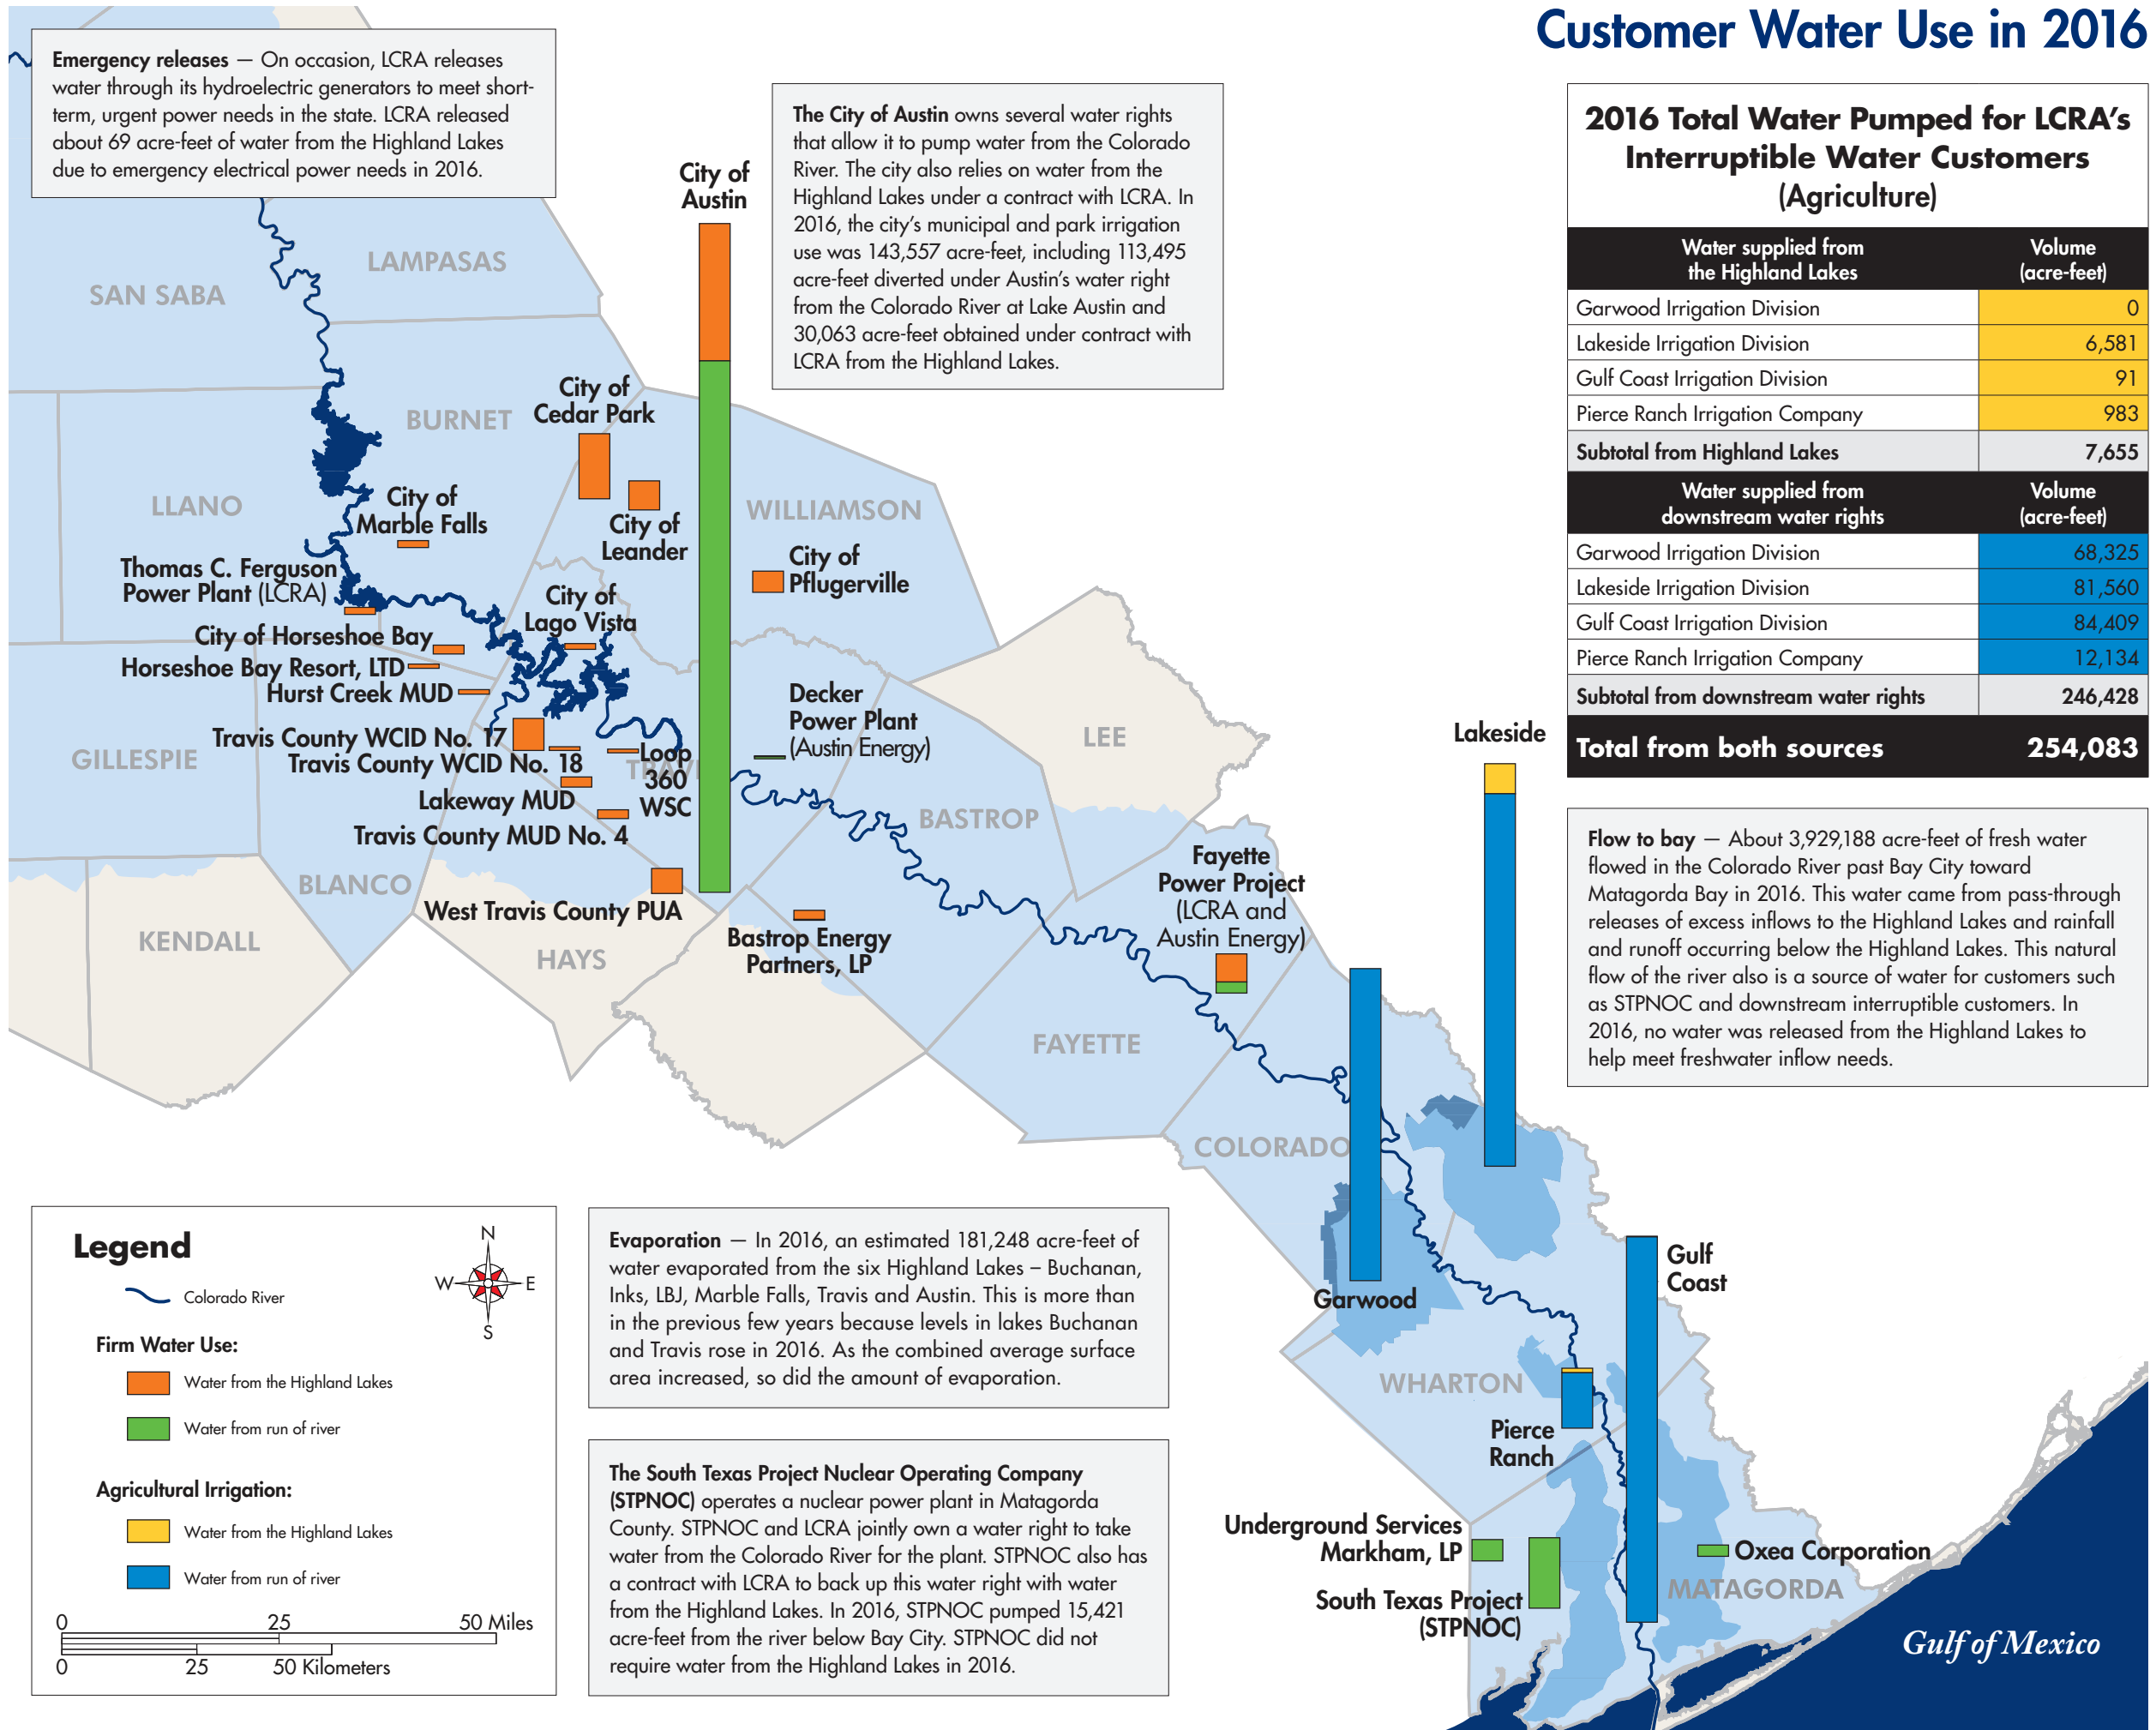 Customer Water Use in 2016
Emergency releases — On occasion, LCRA releases
water through its hydroelectric generators to meet short-
term, urgent power needs in the state. LCRA released
about 69 acre-feet of water from the Highland Lakes
due to emergency electrical power needs in 2016.
The City of Austin owns several water rights
that allow it to pump water from the Colorado
River. The city also relies on water from the
Highland Lakes under a contract with LCRA. In
2016, the city's municipal and park irrigation
use was 143,557 acre-feet, including 113,495
acre-feet diverted under Austin's water right
from the Colorado River at Lake Austin and
30,063 acre-feet obtained under contract with
LCRA from the Highland Lakes.
2016 Total Water Pumped for LCRA's
Interruptible Water Customers
(Agriculture)
Water supplied from
the Highland Lakes
Volume
(acre-feet)
Garwood Irrigation Division 0
Lakeside Irrigation Division 6,581
Gulf Coast Irrigation Division 91
Pierce Ranch Irrigation Company 983
Subtotal from Highland Lakes 7,655
Water supplied from
downstream water rights
Volume
(acre-feet)
Garwood Irrigation Division 68,325
Lakeside Irrigation Division 81,560
Gulf Coast Irrigation Division 84,409
Pierce Ranch Irrigation Company 12,134
Subtotal from downstream water rights 246,428
Total from both sources 254,083
Flow to bay — About 3,929,188 acre-feet of fresh water
flowed in the Colorado River past Bay City toward
Matagorda Bay in 2016. This water came from pass-through
releases of excess inflows to the Highland Lakes and rainfall
and runoff occurring below the Highland Lakes. This natural
flow of the river also is a source of water for customers such
as STPNOC and downstream interruptible customers. In
2016, no water was released from the Highland Lakes to
help meet freshwater inflow needs.
City of
Austin
LAMPASAS
SAN SABA
BURNET
City of
Cedar Park
City of
Leander
WILLIAMSON
LLANO
City of
Marble Falls
City of
Pflugerville
Thomas C. Ferguson
Power Plant (LCRA)
City of
Lago Vista
City of Horseshoe Bay
Horseshoe Bay Resort, LTD
Hurst Creek MUD
Decker
Power Plant
(Austin Energy)
LEE
Lakeside
GILLESPIE
Travis County WCID No. 17
Travis County WCID No. 18
TRAVI
Loop
360
WSC
Lakeway MUD
Travis County MUD No. 4
BASTROP
BLANCO
West Travis County PUA
Fayette
Power Project
(LCRA and
Austin Energy)
KENDALL
HAYS
Bastrop Energy
Partners, LP
FAYETTE
COLORADO
Garwood
Gulf
Coast
WHARTON
Pierce
Ranch
Underground Services
Markham, LP
South Texas Project
(STPNOC)
Oxea Corporation
MATAGORDA
Gulf of Mexico
Legend
N
W
E
S
Colorado River
Firm Water Use:
Water from the Highland Lakes
Water from run of river
Agricultural Irrigation:
Water from the Highland Lakes
Water from run of river
0 25 50 Miles
0 25 50 Kilometers
Evaporation — In 2016, an estimated 181,248 acre-feet of
water evaporated from the six Highland Lakes – Buchanan,
Inks, LBJ, Marble Falls, Travis and Austin. This is more than
in the previous few years because levels in lakes Buchanan
and Travis rose in 2016. As the combined average surface
area increased, so did the amount of evaporation.
The South Texas Project Nuclear Operating Company
(STPNOC) operates a nuclear power plant in Matagorda
County. STPNOC and LCRA jointly own a water right to take
water from the Colorado River for the plant. STPNOC also has
a contract with LCRA to back up this water right with water
from the Highland Lakes. In 2016, STPNOC pumped 15,421
acre-feet from the river below Bay City. STPNOC did not
require water from the Highland Lakes in 2016.